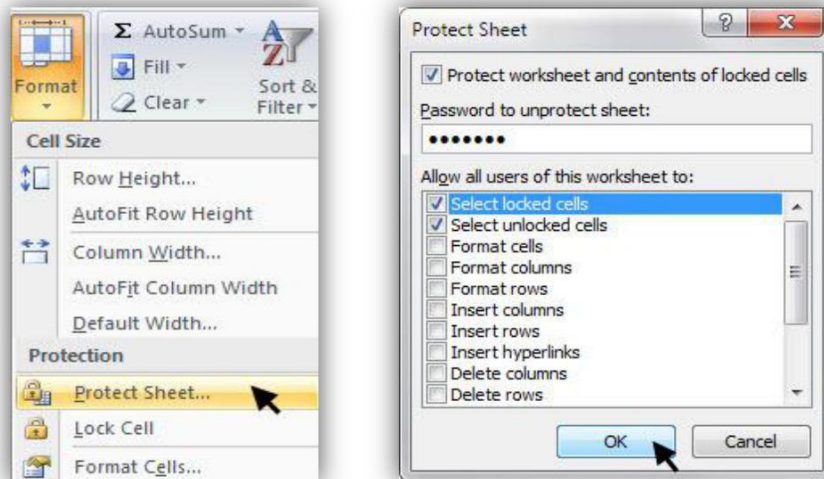 Σ AutoSum
Fill
Clear
Format
Sort &
Filter
Cell Size
Row Height...
AutoFit Row Height
Column Width...
AutoFit Column Width
Default Width...
Protection
Protect Sheet...
Lock Cell
Format Cells...
Protect Sheet
Protect worksheet and contents of locked cells
Password to unprotect sheet:
•••••••
Allow all users of this worksheet to:
Select locked cells
Select unlocked cells
Format cells
Format columns
Format rows
Insert columns
Insert rows
Insert hyperlinks
Delete columns
Delete rows
OK Cancel